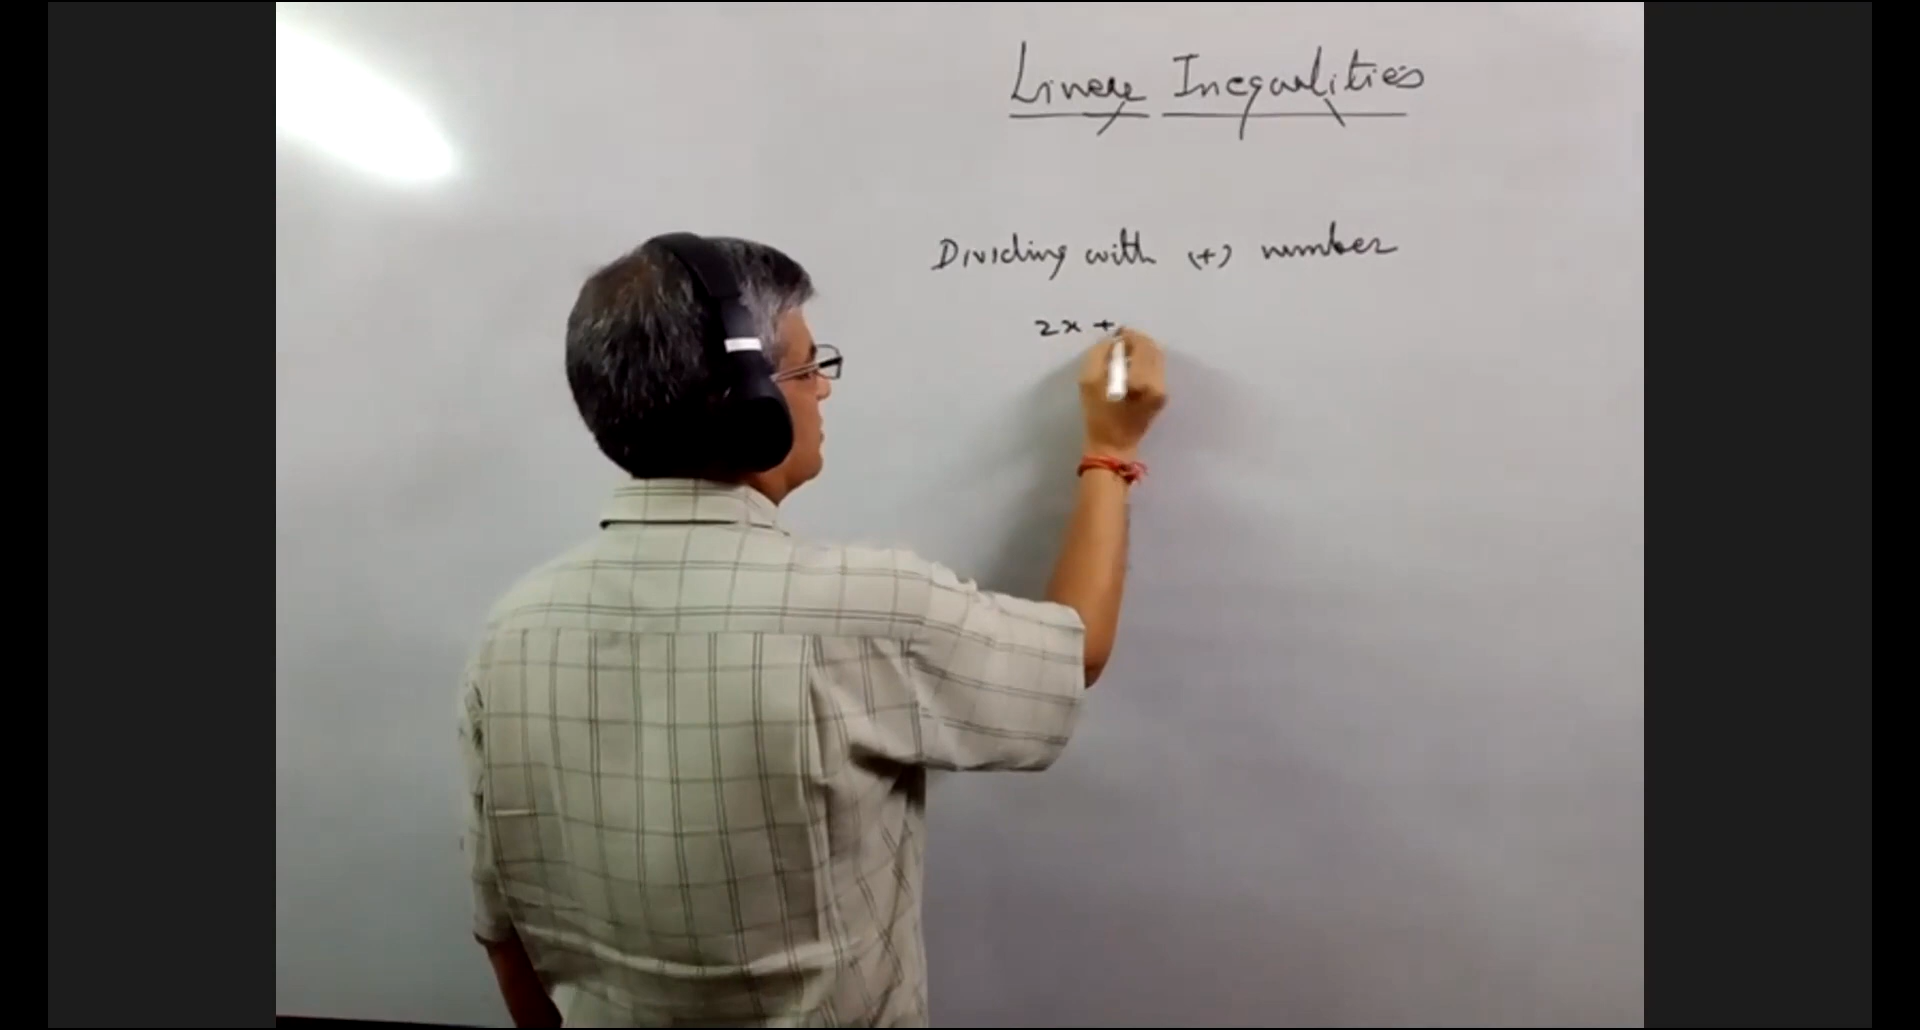 Linear Inequalities
Dividing with (+) number
2x +